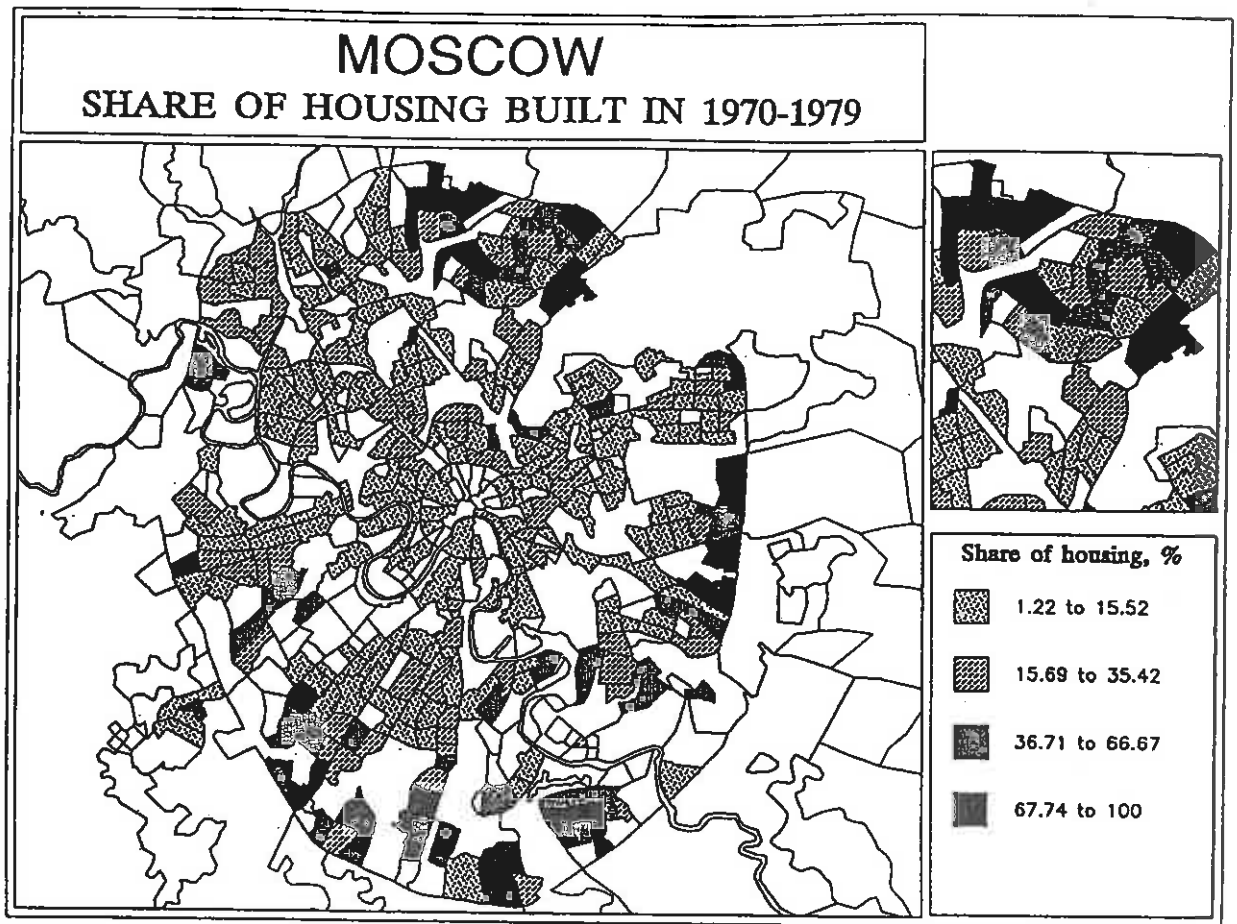 MOSCOW
SHARE OF HOUSING BUILT IN 1970-1979
Share of housing, %
1.22 to 15.52
15.69 to 35.42
36.71 to 66.67
67.74 to 100